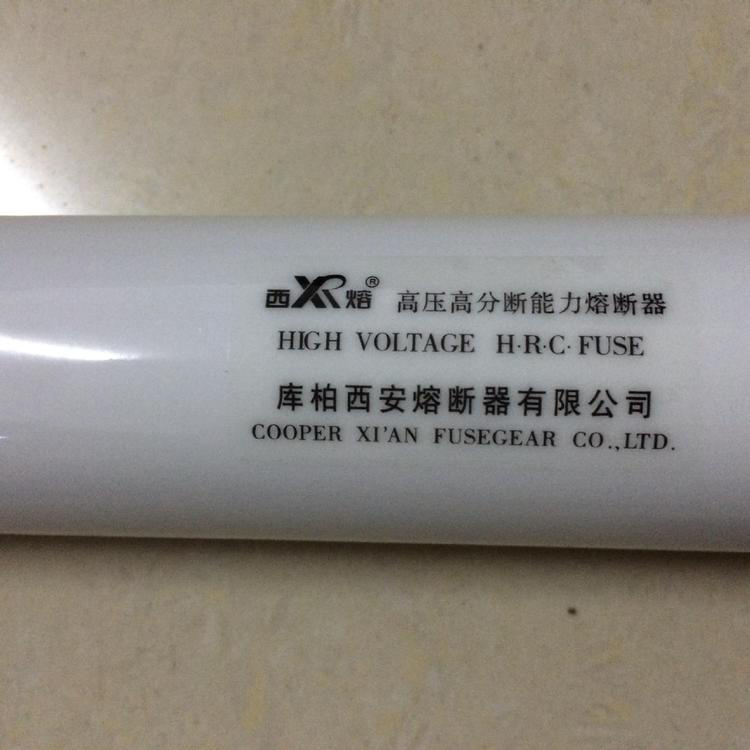 西XR熔® 高压高分断能力熔断器
HIGH VOLTAGE H·R·C· FUSE
库柏西安熔断器有限公司
COOPER XI'AN FUSEGEAR CO.,LTD.